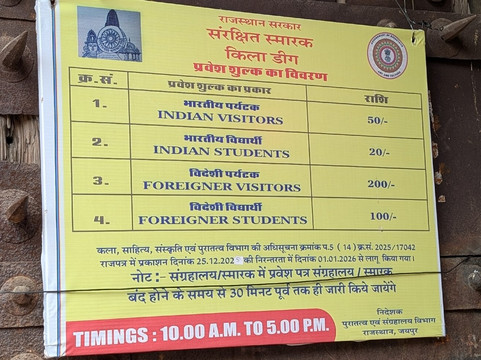 राजस्थान सरकार
संरक्षित स्मारक
किला डीग
प्रवेश शुल्क का विवरण
क्र.सं. प्रवेश शुल्क का प्रकार राशि
1. भारतीय पर्यटक 50/-
INDIAN VISITORS
2. भारतीय विद्यार्थी 20/-
INDIAN STUDENTS
3. विदेशी पर्यटक 200/-
FOREIGNER VISITORS
4. विदेशी विद्यार्थी 100/-
FOREIGNER STUDENTS
कला, साहित्य, संस्कृति एवं पुरातत्व विभाग की अधिसूचना क्रमांक प.5 ( 14 ) क्र.सं. 2025/17042
राजपत्र में प्रकाशन दिनांक 25.12.2025 की निरन्तरता में दिनांक 01.01.2026 से लागू किया गया।
नोट :- संग्रहालय/स्मारक में प्रवेश पत्र संग्रहालय / स्मारक
बंद होने के समय से 30 मिनट पूर्व तक ही जारी किये जायेंगे
TIMINGS : 10.00 A.M. TO 5.00 P.M.
निदेशक
पुरातत्व एवं संग्रहालय विभाग
राजस्थान, जयपुर